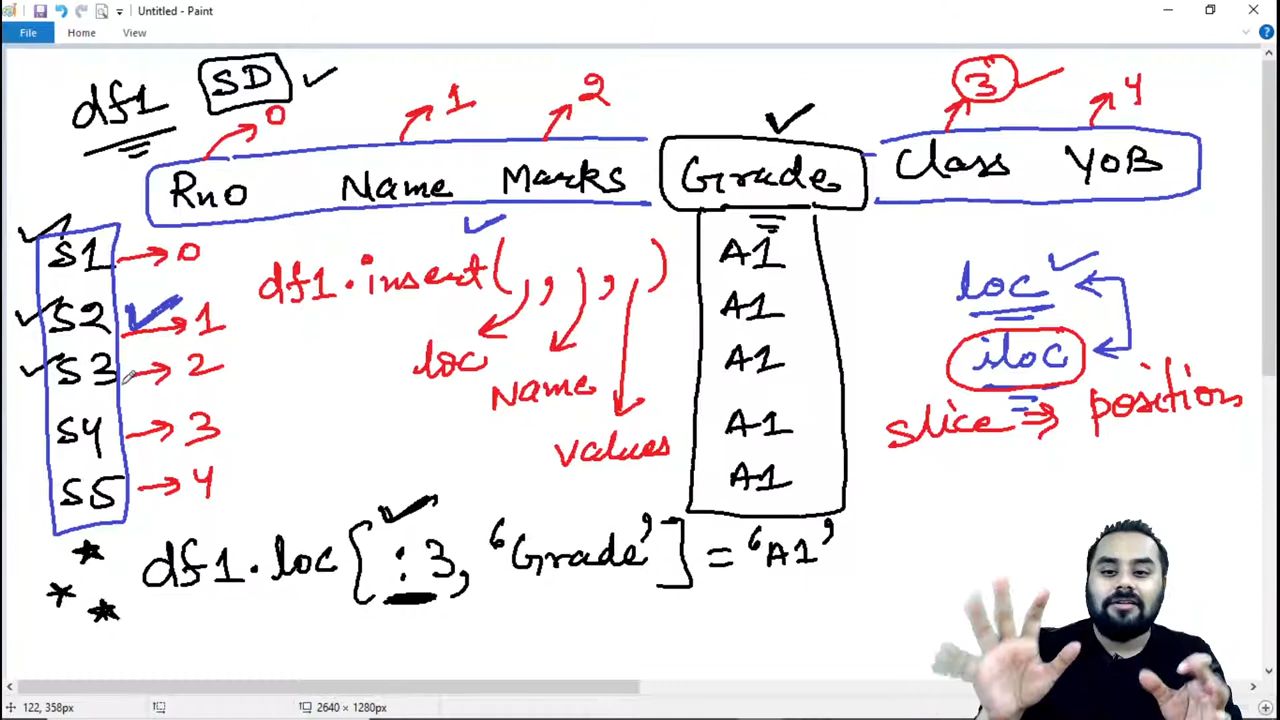 Untitled - Paint
File Home View
df1 SD
0 1 2 3 4
Rno Name Marks Grade Class YoB
S1 → 0
S2 → 1
S3 → 2
S4 → 3
S5 → 4
df1.insert( , , , )
loc
Name
values
A1
A1
A1
A1
A1
loc
iloc
slice ⇒ position
df1.loc[ :3, 'Grade' ] = 'A1'
122, 358px
2640 × 1280px